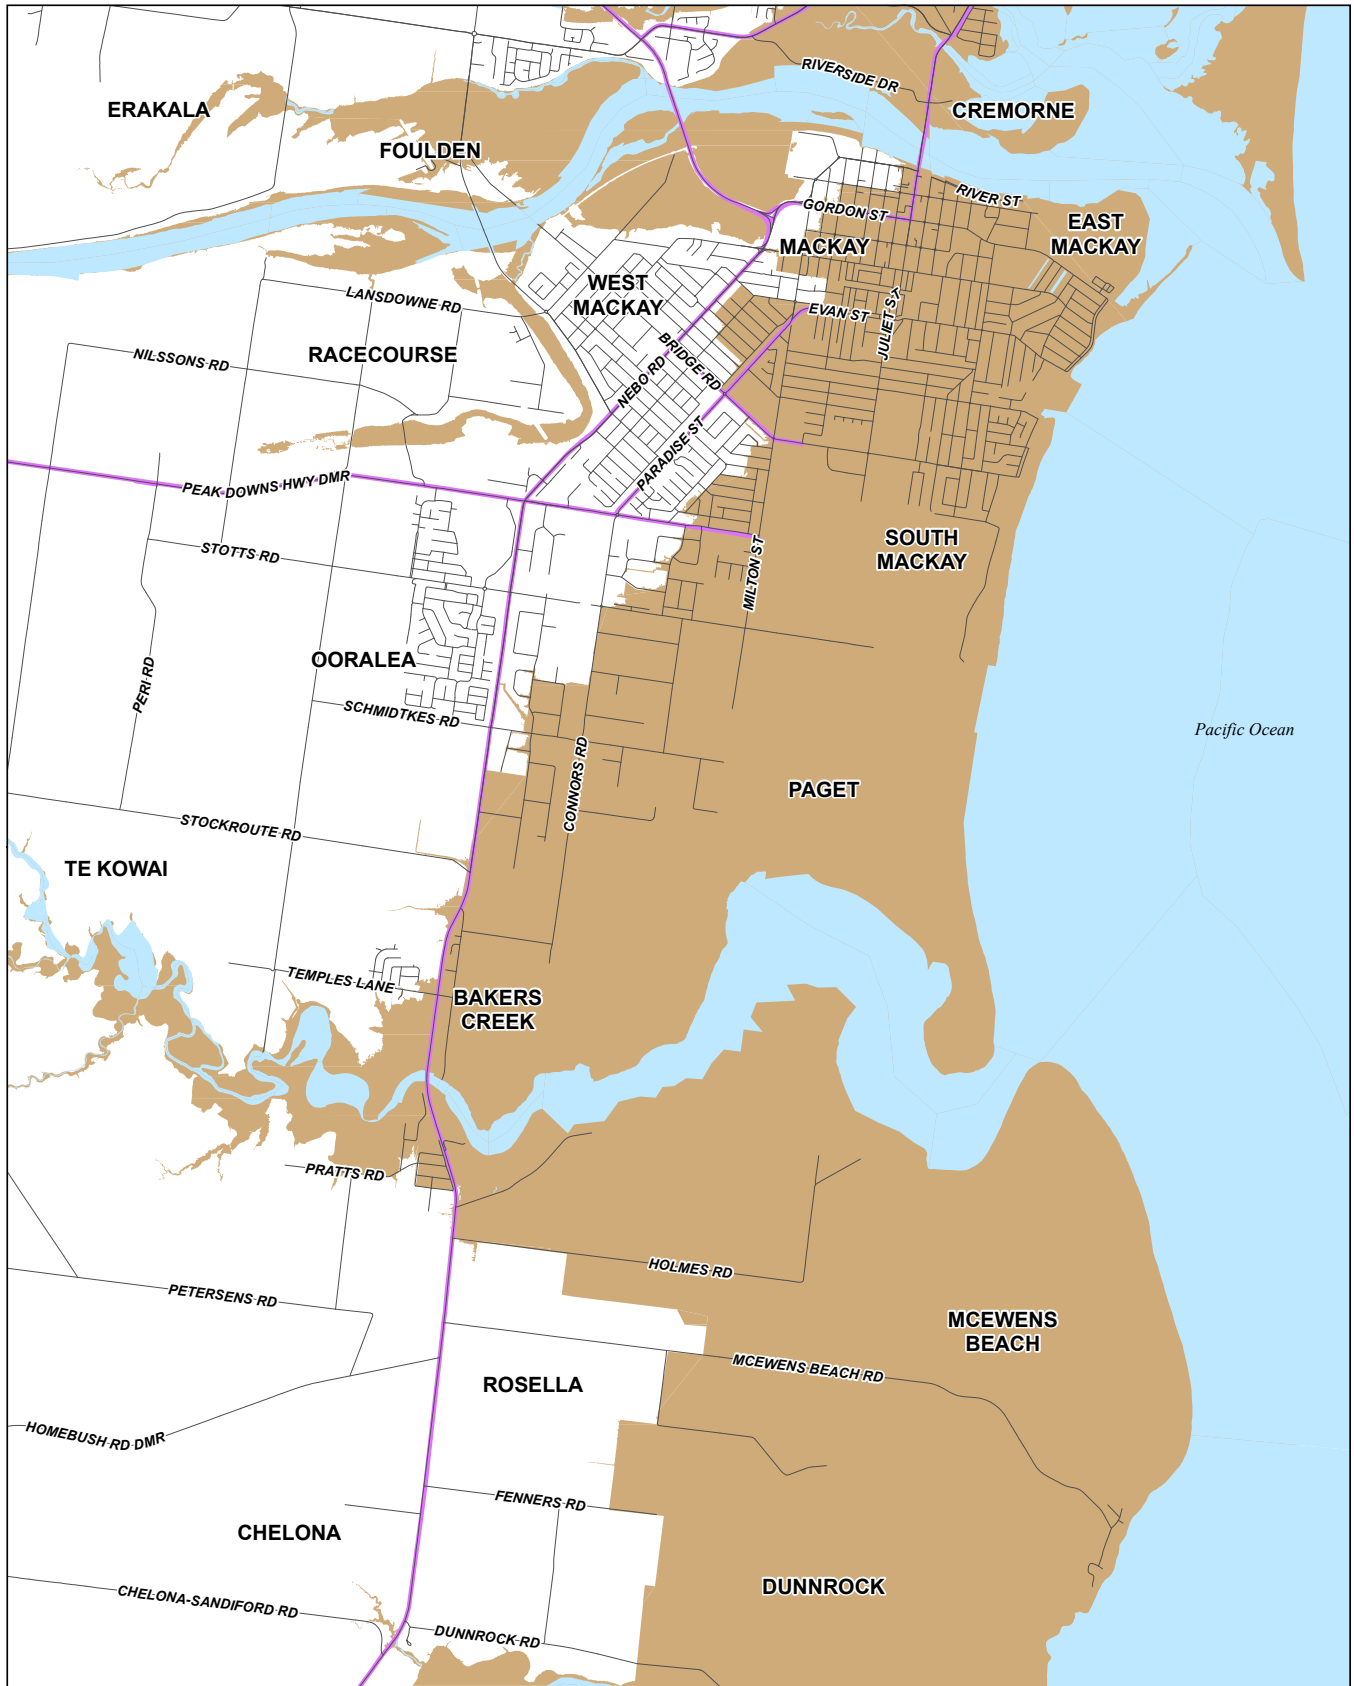 RIVERSIDE DR
ERAKALA
CREMORNE
FOULDEN
RIVER ST
GORDON ST
EAST
MACKAY
MACKAY
WEST
MACKAY
LANSDOWNE RD
EVAN ST
JULIET ST
NILSSONS RD
RACECOURSE
BRIDGE RD
NEBO RD
PARADISE ST
PEAK DOWNS HWY DMR
SOUTH
MACKAY
STOTTS RD
MILTON ST
OORALEA
PERI RD
SCHMIDTKES RD
Pacific Ocean
CONNORS RD
PAGET
STOCKROUTE RD
TE KOWAI
TEMPLES LANE
BAKERS
CREEK
PRATTS RD
HOLMES RD
PETERSENS RD
MCEWENS
BEACH
MCEWENS BEACH RD
ROSELLA
HOMEBUSH RD DMR
FENNERS RD
CHELONA
DUNNROCK
CHELONA-SANDIFORD RD
DUNNROCK RD